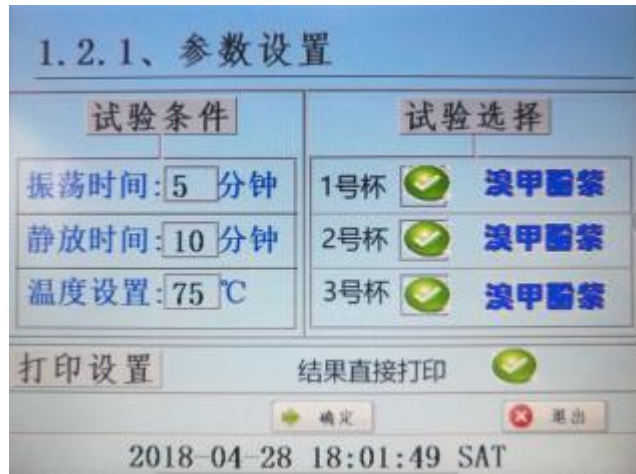 1.2.1、参数设置
试验条件 试验选择
振荡时间:5 分钟 1号杯 溴甲酚紫
静放时间:10 分钟 2号杯 溴甲酚紫
温度设置:75 ℃ 3号杯 溴甲酚紫
打印设置 结果直接打印
确定 退出
2018-04-28 18:01:49 SAT